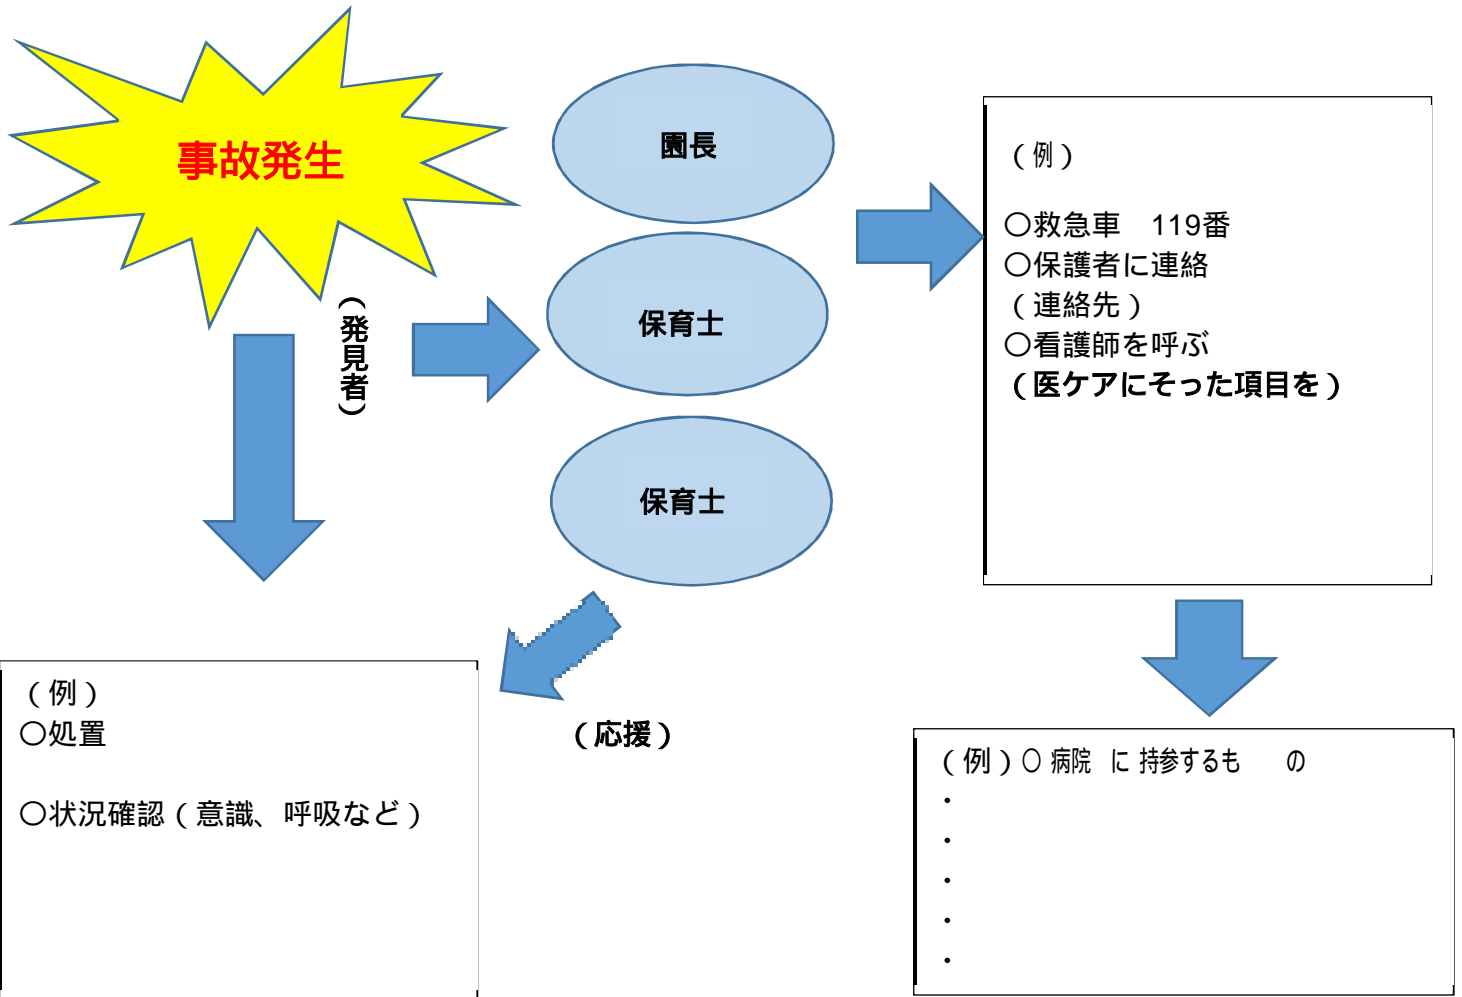 事故発生
(発見者)
園長
保育士
保育士
(応援)
(例)
〇救急車 119番
〇保護者に連絡
(連絡先)
〇看護師を呼ぶ
(医ケアにそった項目を)
(例)
〇処置
〇状況確認(意識、呼吸など)
(例)〇病院 に 持参するも の
・
・
・
・
・